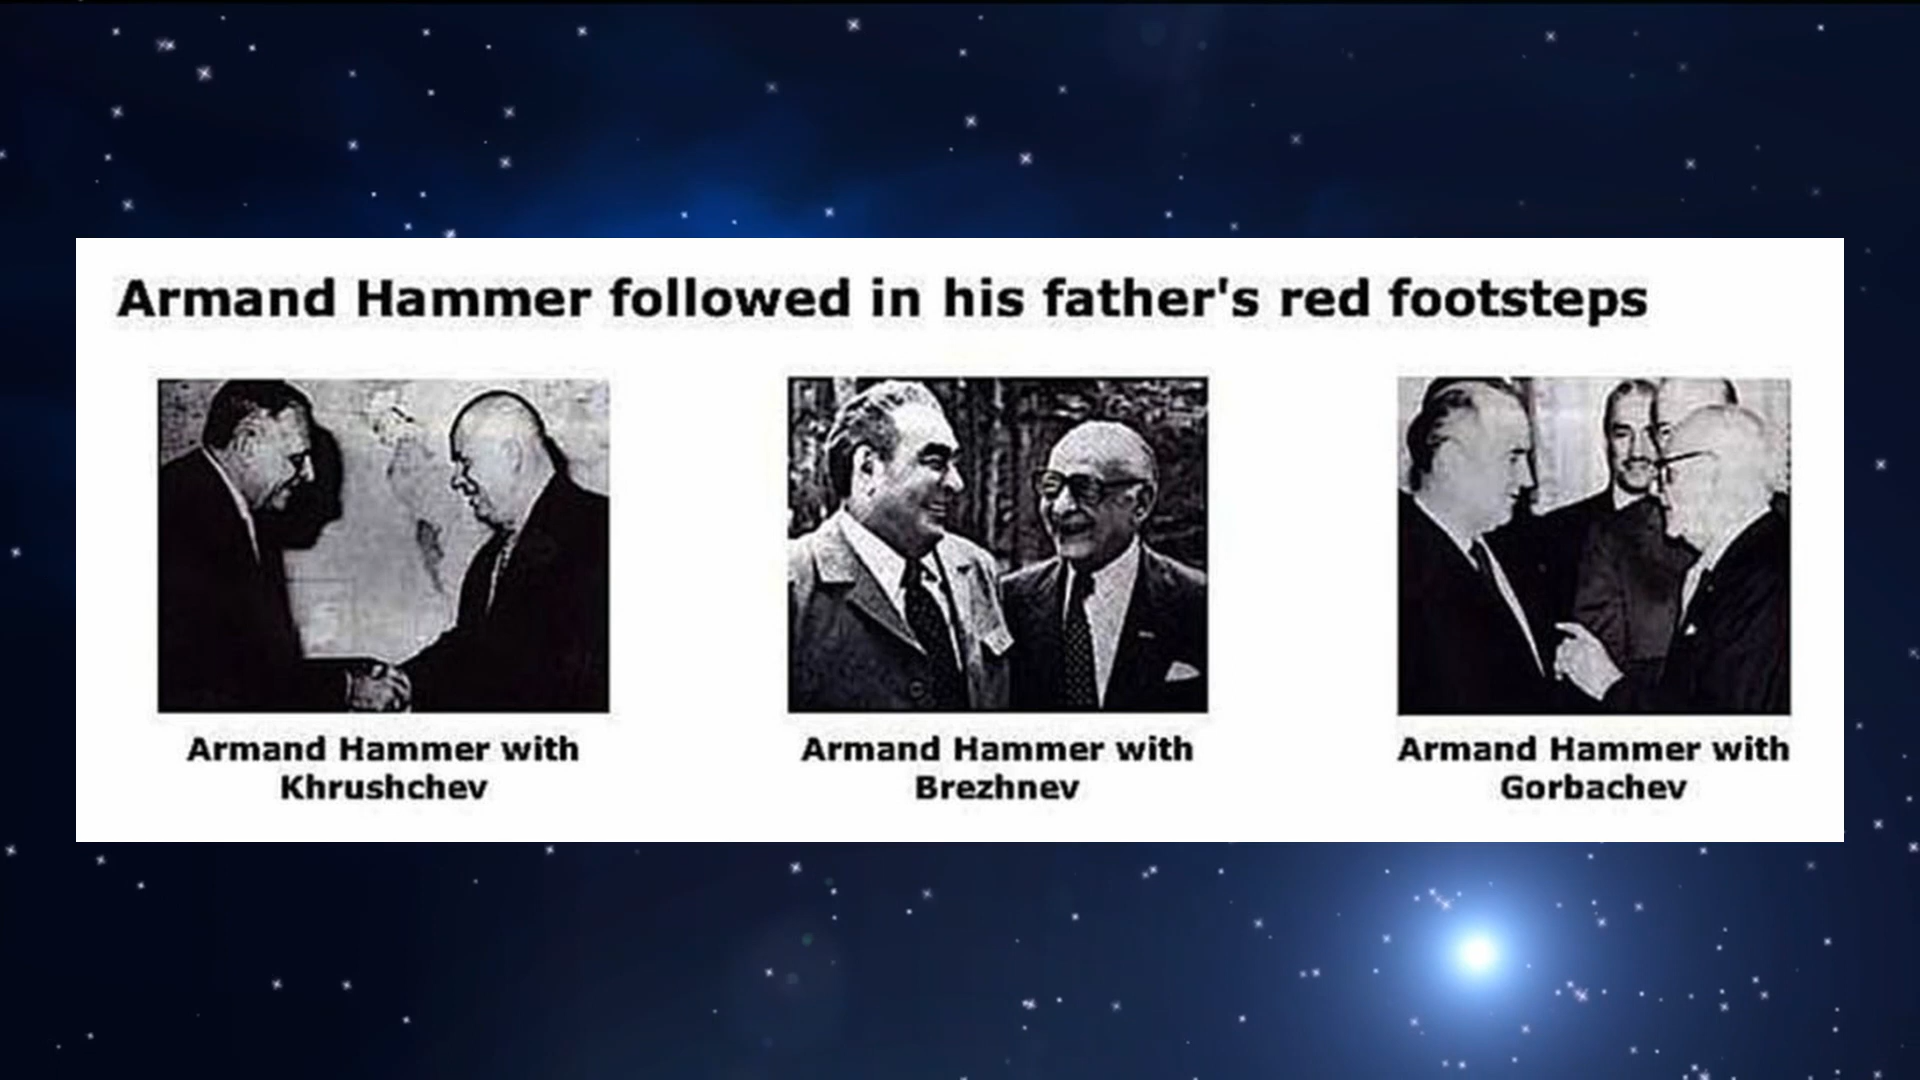 Armand Hammer followed in his father's red footsteps
Armand Hammer with
Khrushchev
Armand Hammer with
Brezhnev
Armand Hammer with
Gorbachev